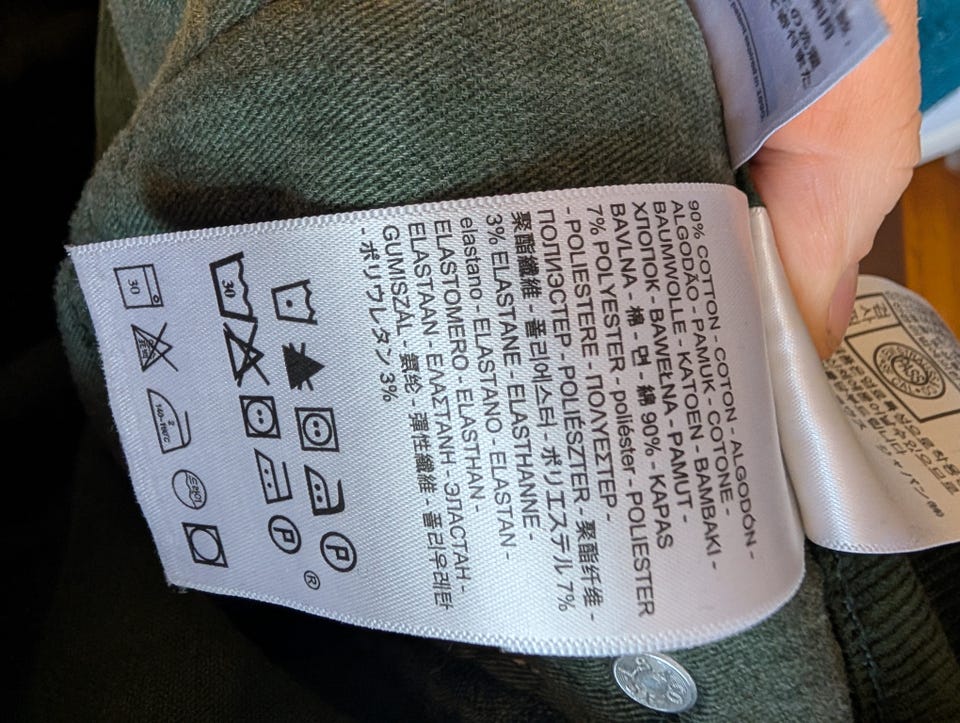 90% COTTON - COTON - ALGODÓN -
ALGODÃO - PAMUK - COTONE -
BAUMWOLLE - KATOEN - BAMBAKI -
ХЛОПОК - BAWEŁNA - PAMUT -
BAVLNA - 棉 - 면 - 綿 90% - KAPAS
7% POLYESTER - poliéster - POLIESTER
- POLIESTERE - ΠΟΛΥΕΣΤΕΡ -
ПОЛИЭСТЕР - POLIÉSZTER - 聚酯纤维 -
聚酯纖維 - 폴리에스터 - ポリエステル 7%
3% ELASTANE - ELASTHANNE -
elastano - ELASTANO - ELASTAN -
ELASTOMERO - ELASTHAN -
ELASTAAN - ΕΛΑΣΤΑΝΗ - ЭЛАСТАН -
GUMISZÁL - 氨纶 - 彈性纖維 - 폴리우레탄
- ポリウレタン 3%
P ®
30 P
30